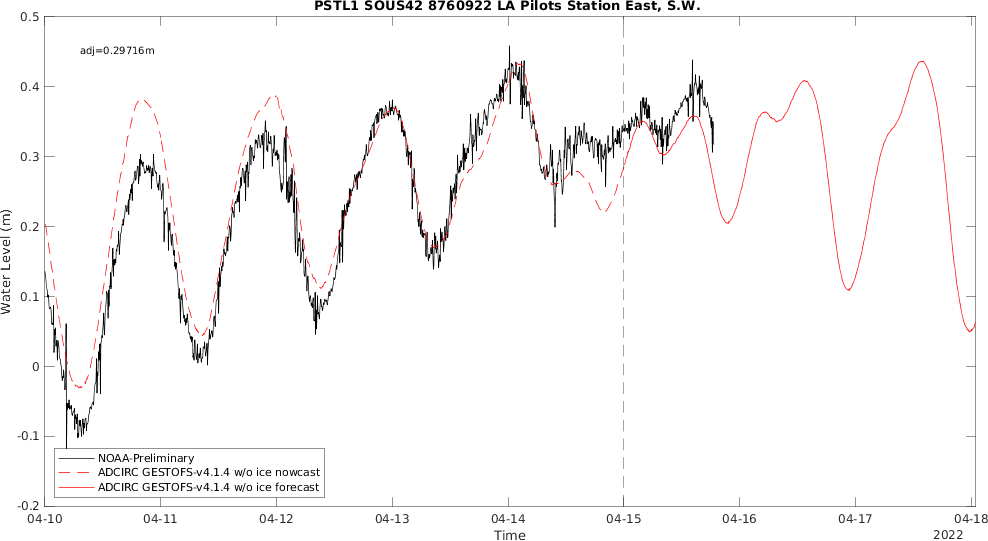 PSTL1 SOUS42 8760922 LA Pilots Station East, S.W.
adj=0.29716m
0.5
0.4
0.3
0.2
0.1
0
-0.1
-0.2
Water Level (m)
NOAA-Preliminary
ADCIRC GESTOFS-v4.1.4 w/o ice nowcast
ADCIRC GESTOFS-v4.1.4 w/o ice forecast
04-10 04-11 04-12 04-13 04-14 04-15 04-16 04-17 04-18
Time
2022